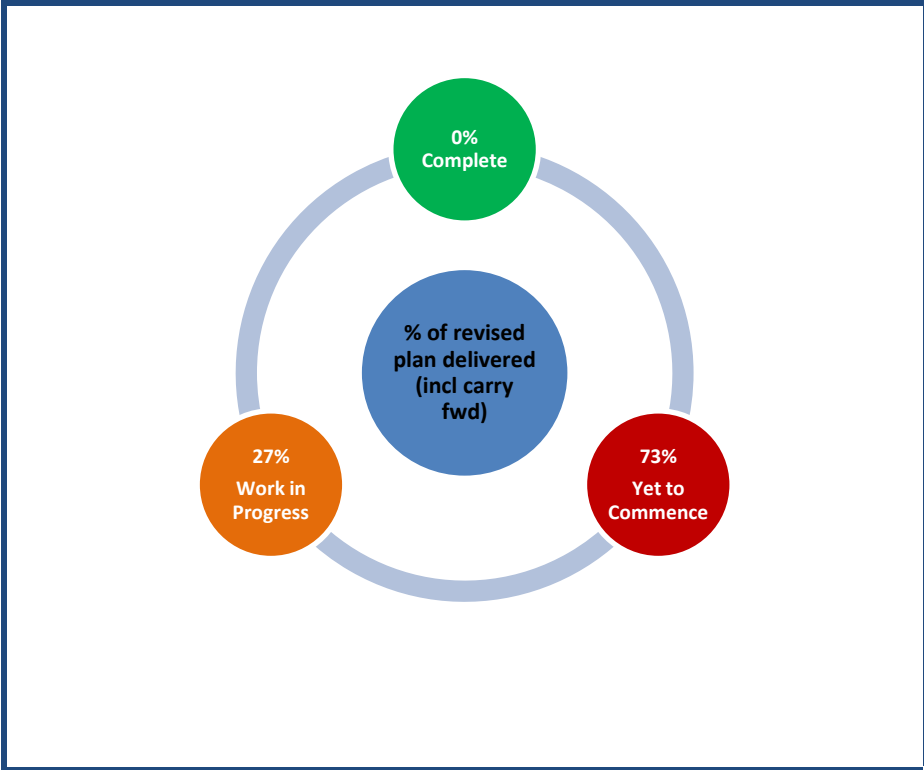 0%
Complete
% of revised
plan delivered
(incl carry
fwd)
27%
Work in
Progress
73%
Yet to
Commence